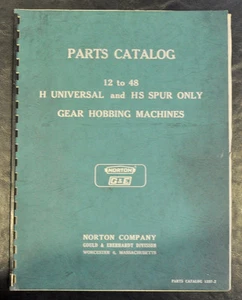 PARTS CATALOG
12 to 48
H UNIVERSAL and HS SPUR ONLY
GEAR HOBBING MACHINES
NORTON
G&E
NORTON COMPANY
GOULD & EBERHARDT DIVISION
WORCESTER 6, MASSACHUSETTS
PARTS CATALOG